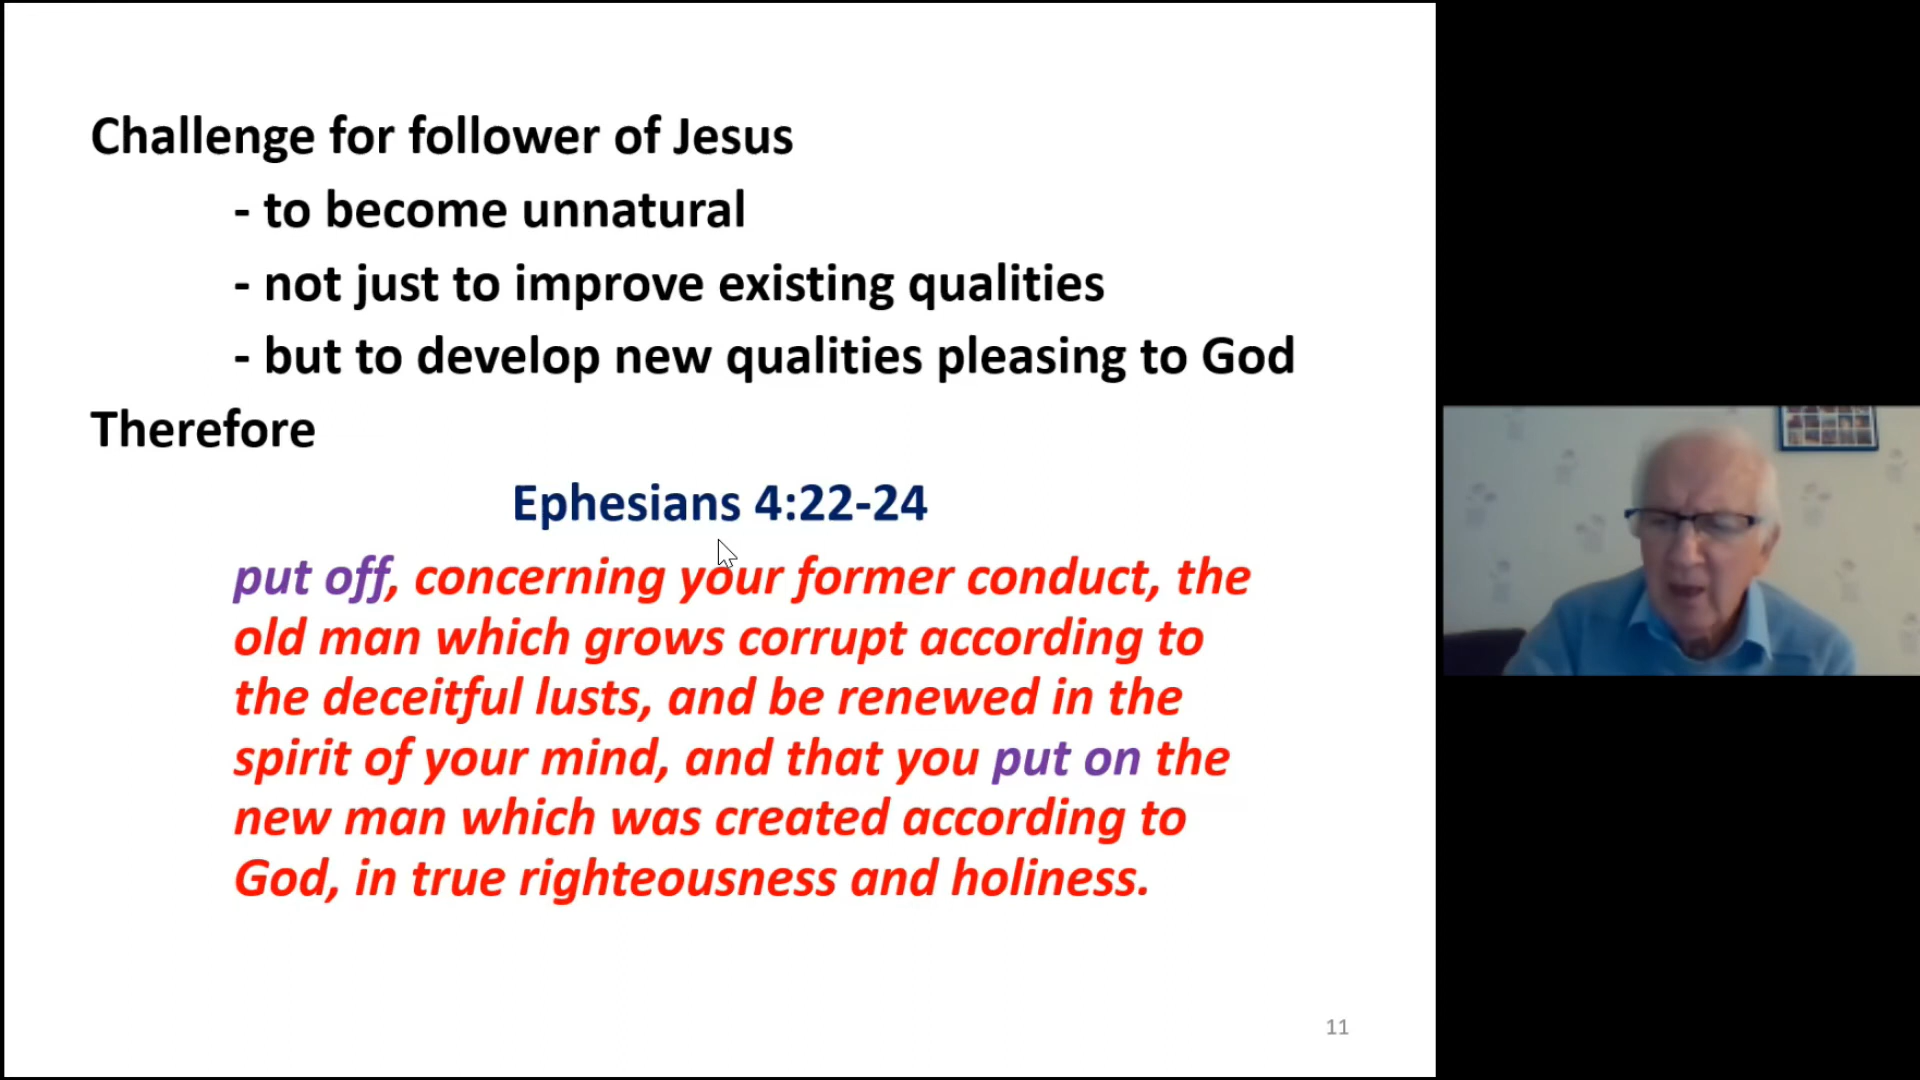 Challenge for follower of Jesus
- to become unnatural
- not just to improve existing qualities
- but to develop new qualities pleasing to God
Therefore
Ephesians 4:22-24
put off, concerning your former conduct, the
old man which grows corrupt according to
the deceitful lusts, and be renewed in the
spirit of your mind, and that you put on the
new man which was created according to
God, in true righteousness and holiness.
11